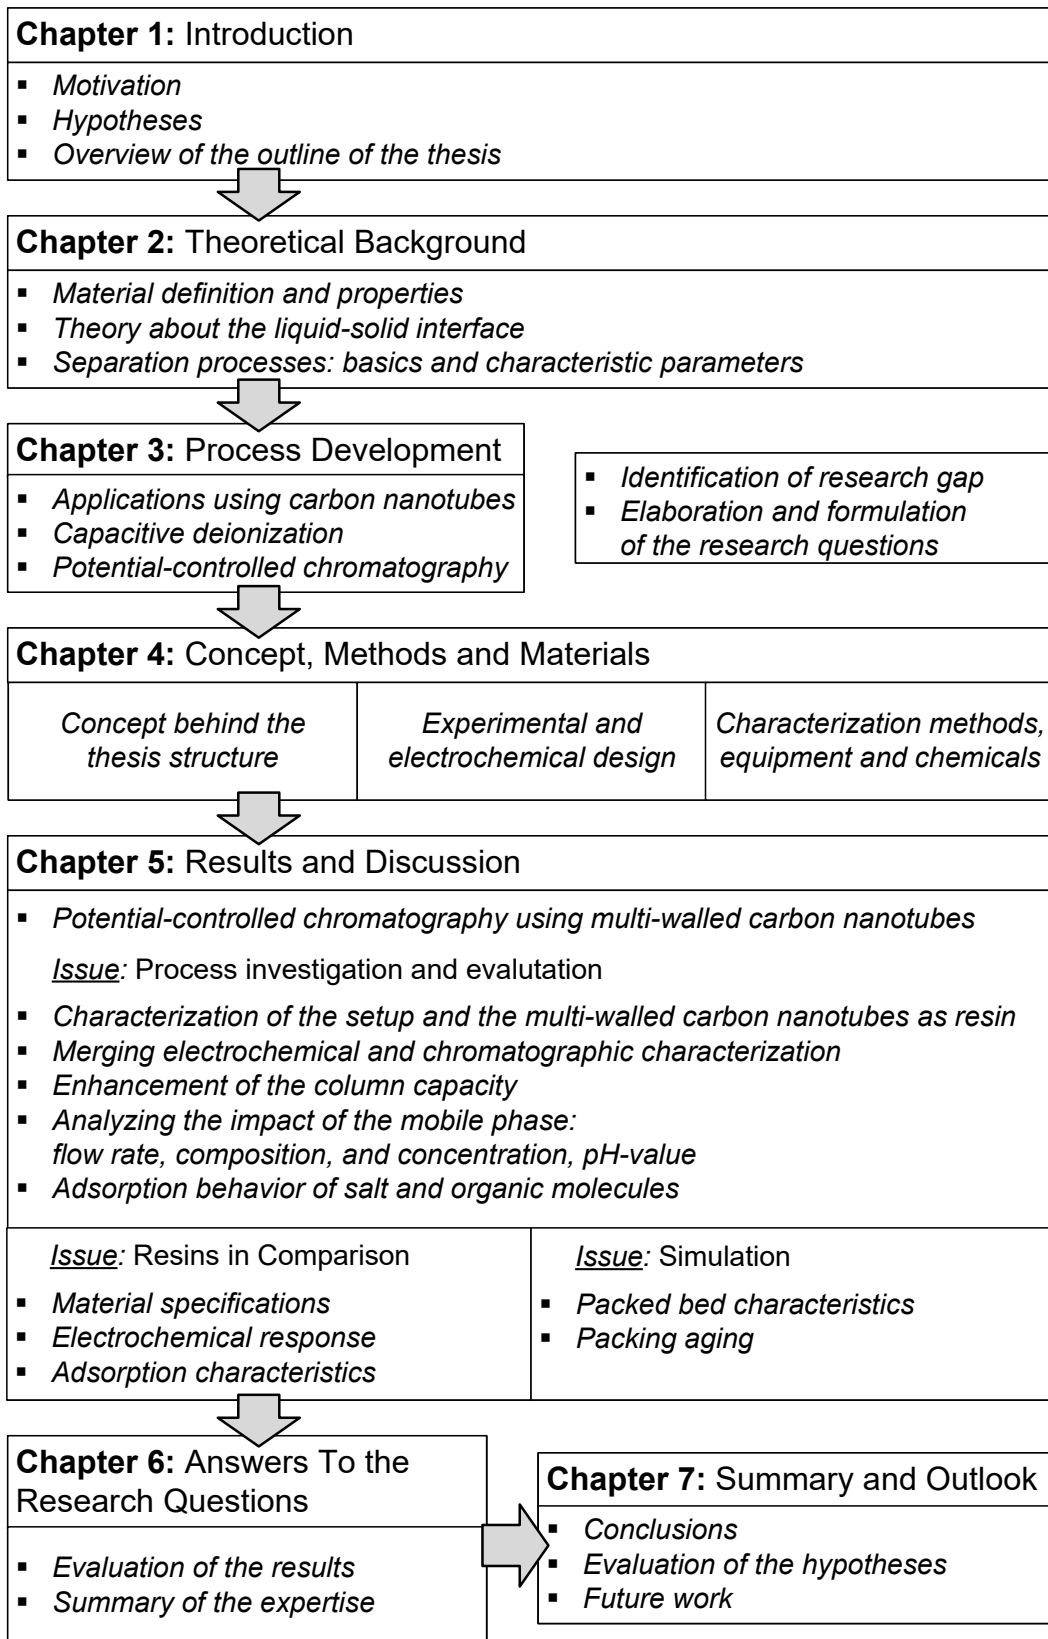 Chapter 1: Introduction
▪ Motivation
▪ Hypotheses
▪ Overview of the outline of the thesis
Chapter 2: Theoretical Background
▪ Material definition and properties
▪ Theory about the liquid-solid interface
▪ Separation processes: basics and characteristic parameters
Chapter 3: Process Development
▪ Applications using carbon nanotubes
▪ Capacitive deionization
▪ Potential-controlled chromatography
▪ Identification of research gap
▪ Elaboration and formulation
of the research questions
Chapter 4: Concept, Methods and Materials
Concept behind the
thesis structure
Experimental and
electrochemical design
Characterization methods,
equipment and chemicals
Chapter 5: Results and Discussion
▪ Potential-controlled chromatography using multi-walled carbon nanotubes
Issue: Process investigation and evalutation
▪ Characterization of the setup and the multi-walled carbon nanotubes as resin
▪ Merging electrochemical and chromatographic characterization
▪ Enhancement of the column capacity
▪ Analyzing the impact of the mobile phase:
flow rate, composition, and concentration, pH-value
▪ Adsorption behavior of salt and organic molecules
Issue: Resins in Comparison
▪ Material specifications
▪ Electrochemical response
▪ Adsorption characteristics
Issue: Simulation
▪ Packed bed characteristics
▪ Packing aging
Chapter 6: Answers To the
Research Questions
▪ Evaluation of the results
▪ Summary of the expertise
Chapter 7: Summary and Outlook
▪ Conclusions
▪ Evaluation of the hypotheses
▪ Future work